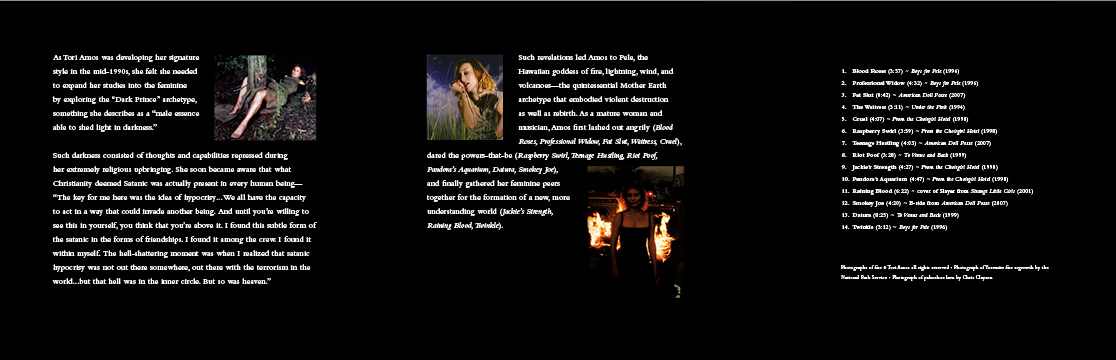 As Tori Amos was developing her signature
style in the mid-1990s, she felt she needed
to expand her studies into the feminine
by exploring the "Dark Prince" archetype,
something she describes as a "male essence
able to shed light in darkness."
Such darkness consisted of thoughts and capabilities repressed during
her extremely religious upbringing. She soon became aware that what
Christianity deemed Satanic was actually present in every human being—
"The key for me here was the idea of hypocrisy...We all have the capacity
to act in a way that could invade another being. And until you're willing to
see this in yourself, you think that you're above it. I found this subtle form of
the satanic in the forms of friendships. I found it among the crew. I found it
within myself. The hell-shattering moment was when I realized that satanic
hypocrisy was not out there somewhere, out there with the terrorism in the
world...but that hell was in the inner circle. But so was heaven."
Such revelations led Amos to Pele, the
Hawaiian goddess of fire, lightning, wind, and
volcanoes—the quintessential Mother Earth
archetype that embodied violent destruction
as well as rebirth. As a mature woman and
musician, Amos first lashed out angrily (Blood
Roses, Professional Widow, Fat Slut, Waitress, Cruel),
dared the powers-that-be (Raspberry Swirl, Teenage Hustling, Riot Poof,
Pandora's Aquarium, Datura, Smokey Joe),
and finally gathered her feminine peers
together for the formation of a new, more
understanding world (Jackie's Strength,
Raining Blood, Twinkle).
1. Blood Roses (3:57) ~ Boys for Pele (1996)
2. Professional Widow (4:32) ~ Boys for Pele (1996)
3. Fat Slut (0:42) ~ American Doll Posse (2007)
4. The Waitress (3:11) ~ Under the Pink (1994)
5. Cruel (4:07) ~ From the Choirgirl Hotel (1998)
6. Raspberry Swirl (3:59) ~ From the Choirgirl Hotel (1998)
7. Teenage Hustling (4:03) ~ American Doll Posse (2007)
8. Riot Poof (3:28) ~ To Venus and Back (1999)
9. Jackie's Strength (4:27) ~ From the Choirgirl Hotel (1998)
10. Pandora's Aquarium (4:47) ~ From the Choirgirl Hotel (1998)
11. Raining Blood (6:22) ~ cover of Slayer from Strange Little Girls (2001)
12. Smokey Joe (4:20) ~ B-side from American Doll Posse (2007)
13. Datura (8:25) ~ To Venus and Back (1999)
14. Twinkle (3:12) ~ Boys for Pele (1996)
Photographs of fire © Tori Amos all rights reserved • Photograph of Yosemite fire regrowth by the
National Park Service • Photograph of pahoehoe lava by Chris